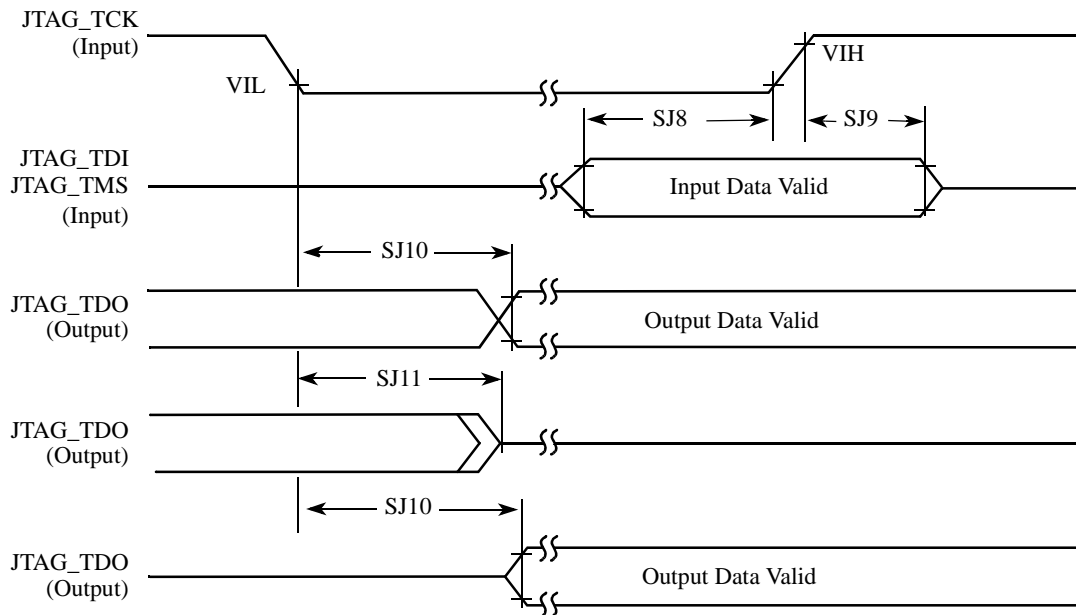 JTAG_TCK
(Input)
VIL
VIH
SJ8
SJ9
JTAG_TDI
JTAG_TMS
(Input)
Input Data Valid
SJ10
JTAG_TDO
(Output)
Output Data Valid
SJ11
JTAG_TDO
(Output)
SJ10
JTAG_TDO
(Output)
Output Data Valid